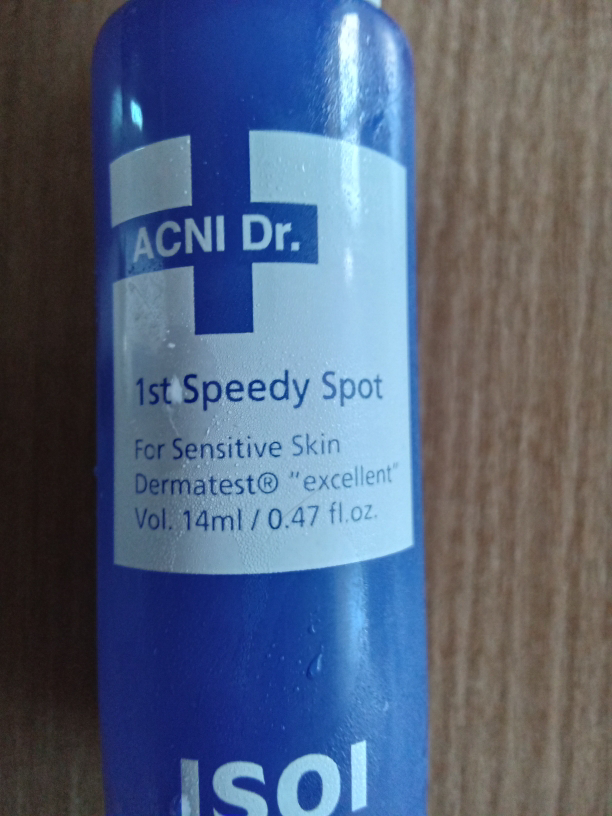 ACNI Dr.
1st Speedy Spot
For Sensitive Skin
Dermatest® "excellent"
Vol. 14ml / 0.47 fl.oz.
Isoi